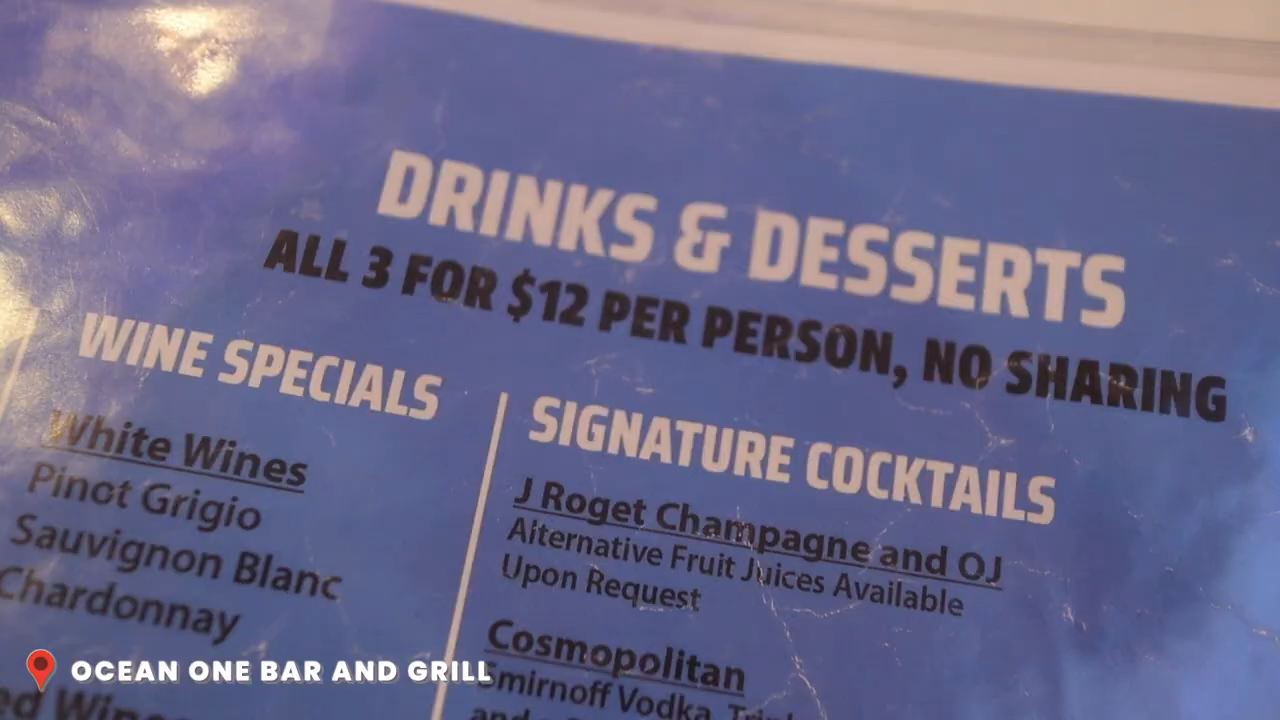 DRINKS & DESSERTS
ALL 3 FOR $12 PER PERSON, NO SHARING
WINE SPECIALS
White Wines
Pinot Grigio
Sauvignon Blanc
Chardonnay
SIGNATURE COCKTAILS
J Roget Champagne and OJ
Alternative Fruit Juices Available
Upon Request
Cosmopolitan
Smirnoff Vodka,
and
OCEAN ONE BAR AND GRILL